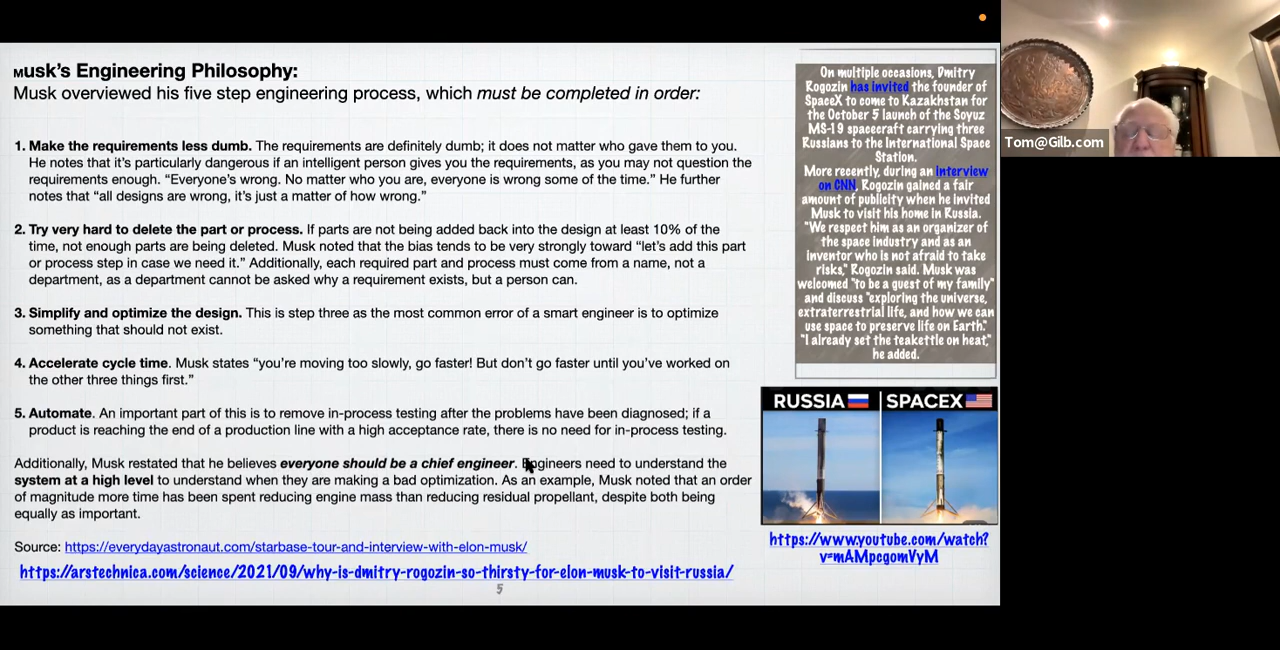 Musk's Engineering Philosophy:
Musk overviewed his five step engineering process, which must be completed in order:
1. Make the requirements less dumb. The requirements are definitely dumb; it does not matter who gave them to you.
He notes that it's particularly dangerous if an intelligent person gives you the requirements, as you may not question the
requirements enough. "Everyone's wrong. No matter who you are, everyone is wrong some of the time." He further
notes that "all designs are wrong, it's just a matter of how wrong."
2. Try very hard to delete the part or process. If parts are not being added back into the design at least 10% of the
time, not enough parts are being deleted. Musk noted that the bias tends to be very strongly toward "let's add this part
or process step in case we need it." Additionally, each required part and process must come from a name, not a
department, as a department cannot be asked why a requirement exists, but a person can.
3. Simplify and optimize the design. This is step three as the most common error of a smart engineer is to optimize
something that should not exist.
4. Accelerate cycle time. Musk states "you're moving too slowly, go faster! But don't go faster until you've worked on
the other three things first."
5. Automate. An important part of this is to remove in-process testing after the problems have been diagnosed; if a
product is reaching the end of a production line with a high acceptance rate, there is no need for in-process testing.
Additionally, Musk restated that he believes everyone should be a chief engineer. Engineers need to understand the
system at a high level to understand when they are making a bad optimization. As an example, Musk noted that an order
of magnitude more time has been spent reducing engine mass than reducing residual propellant, despite both being
equally as important.
Source: https://everydayastronaut.com/starbase-tour-and-interview-with-elon-musk/
https://arstechnica.com/science/2021/09/why-is-dmitry-rogozin-so-thirsty-for-elon-musk-to-visit-russia/
5
On multiple occasions, Dmitry
Rogozin has invited the founder of
SpaceX to come to Kazakhstan for
the October 5 launch of the Soyuz
MS-19 spacecraft carrying three
Russians to the International Space
Station.
More recently, during an interview
on CNN, Rogozin gained a fair
amount of publicity when he invited
Musk to visit his home in Russia.
"We respect him as an organizer of
the space industry and as an
inventor who is not afraid to take
risks," Rogozin said. Musk was
welcomed "to be a guest of my family"
and discuss "exploring the universe,
extraterrestrial life, and how we can
use space to preserve life on Earth."
"I already set the teakettle on heat,"
he added.
RUSSIA SPACEX
https://www.youtube.com/watch?
v=mAMpcgomVyM
Tom@Gilb.com